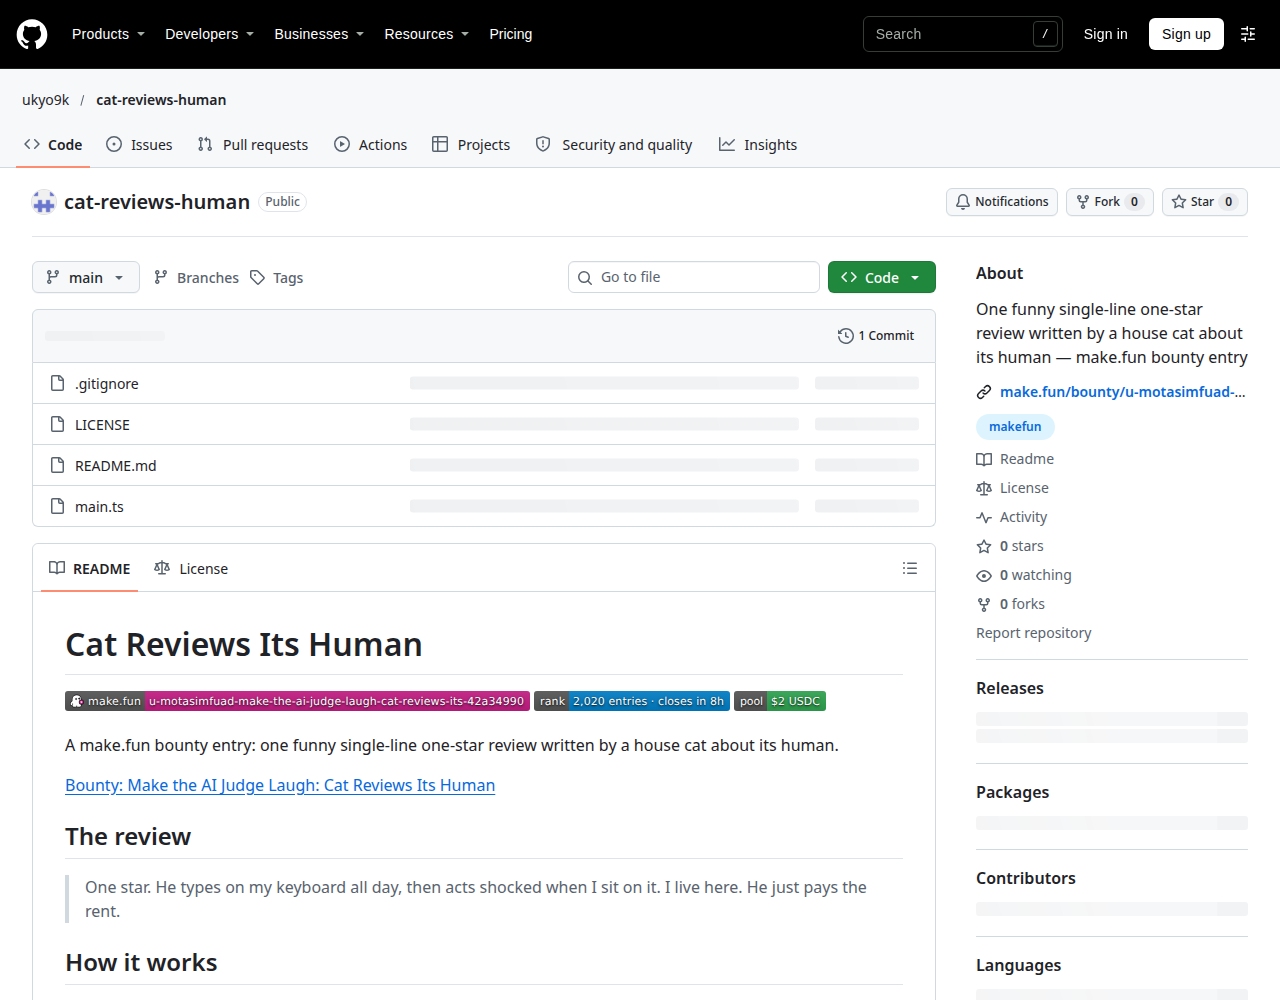 Products Developers Businesses Resources Pricing Search / Sign in Sign up
ukyo9k / cat-reviews-human
Code Issues Pull requests Actions Projects Security and quality Insights
cat-reviews-human Public Notifications Fork 0 Star 0
main Branches Tags Go to file Code
1 Commit
.gitignore
LICENSE
README.md
main.ts
README License
Cat Reviews Its Human
make.fun u-motasimfuad-make-the-ai-judge-laugh-cat-reviews-its-42a34990 rank 2,020 entries · closes in 8h pool $2 USDC
A make.fun bounty entry: one funny single-line one-star review written by a house cat about its human.
Bounty: Make the AI Judge Laugh: Cat Reviews Its Human
The review
One star. He types on my keyboard all day, then acts shocked when I sit on it. I live here. He just pays the
rent.
How it works
About
One funny single-line one-star
review written by a house cat about
its human — make.fun bounty entry
make.fun/bounty/u-motasimfuad-...
makefun
Readme
License
Activity
0 stars
0 watching
0 forks
Report repository
Releases
Packages
Contributors
Languages